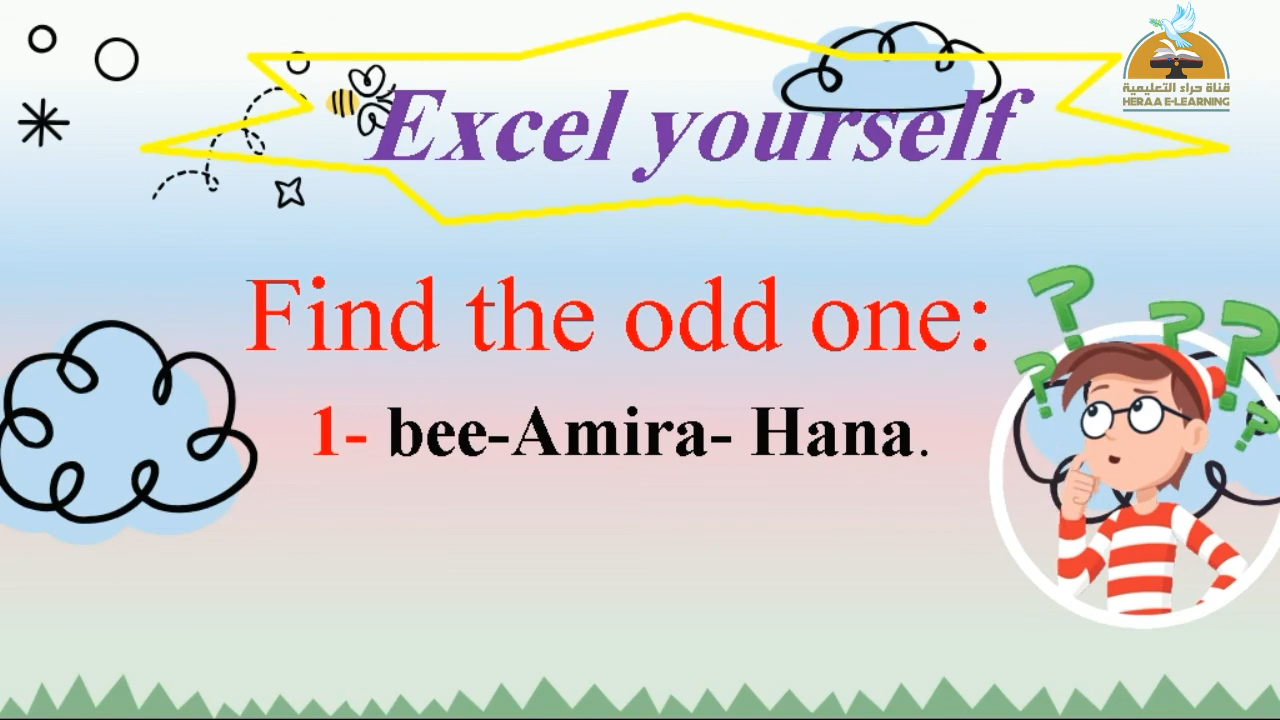 قناة حراء التعليمية
HERAA E-LEARNING
Excel yourself
Find the odd one:
1- bee-Amira- Hana.